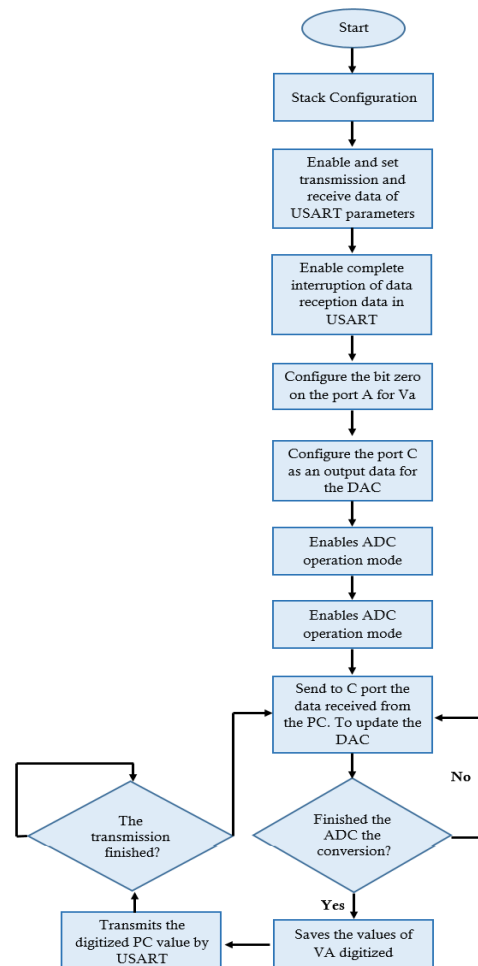 Start
Stack Configuration
Enable and set
transmission and
receive data of
USART parameters
Enable complete
interruption of data
reception data in
USART
Configure the bit zero
on the port A for Va
Configure the port C
as an output data for
the DAC
Enables ADC
operation mode
Enables ADC
operation mode
Send to C port the
data received from
the PC. To update the
DAC
No
Finished the
ADC the
conversion?
The
transmission
finished?
Yes
Saves the values of
VA digitized
Transmits the
digitized PC value by
USART